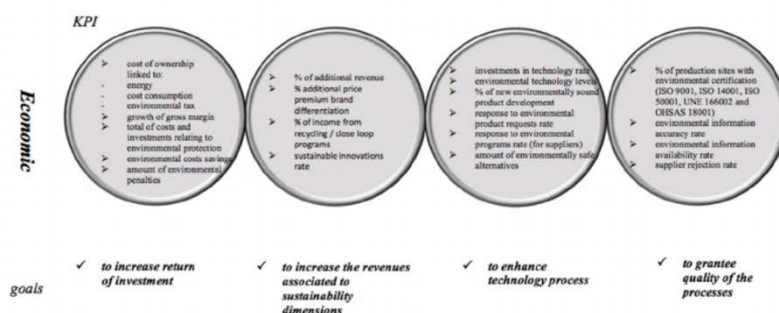 KPI
Economic
➤ cost of ownership
linked to:
- energy
- cost consumption
- environmental tax
➤ growth of gross margin
➤ total of costs and
investments relating to
environmental protection
➤ environmental costs savings
➤ amount of environmental
penalties
➤ % of additional revenue
➤ % additional price
premium brand
differentiation
➤ % of income from
recycling / close loop
programs
➤ sustainable innovations
rate
➤ investments in technology rate
➤ environmental technology levels
➤ % of new environmentally sound
product development
➤ response to environmental
product requests rate
➤ response to environmental
programs rate (for suppliers)
➤ amount of environmentally safe
alternatives
➤ % of production sites with
environmental certification
(ISO 9001, ISO 14001, ISO
50001, UNE 166002 and
OHSAS 18001)
➤ environmental information
accuracy rate
➤ environmental information
availability rate
➤ supplier rejection rate
goals
✓ to increase return
of investment
✓ to increase the revenues
associated to
sustainability
dimensions
✓ to enhance
technology process
✓ to grantee
quality of the
processes